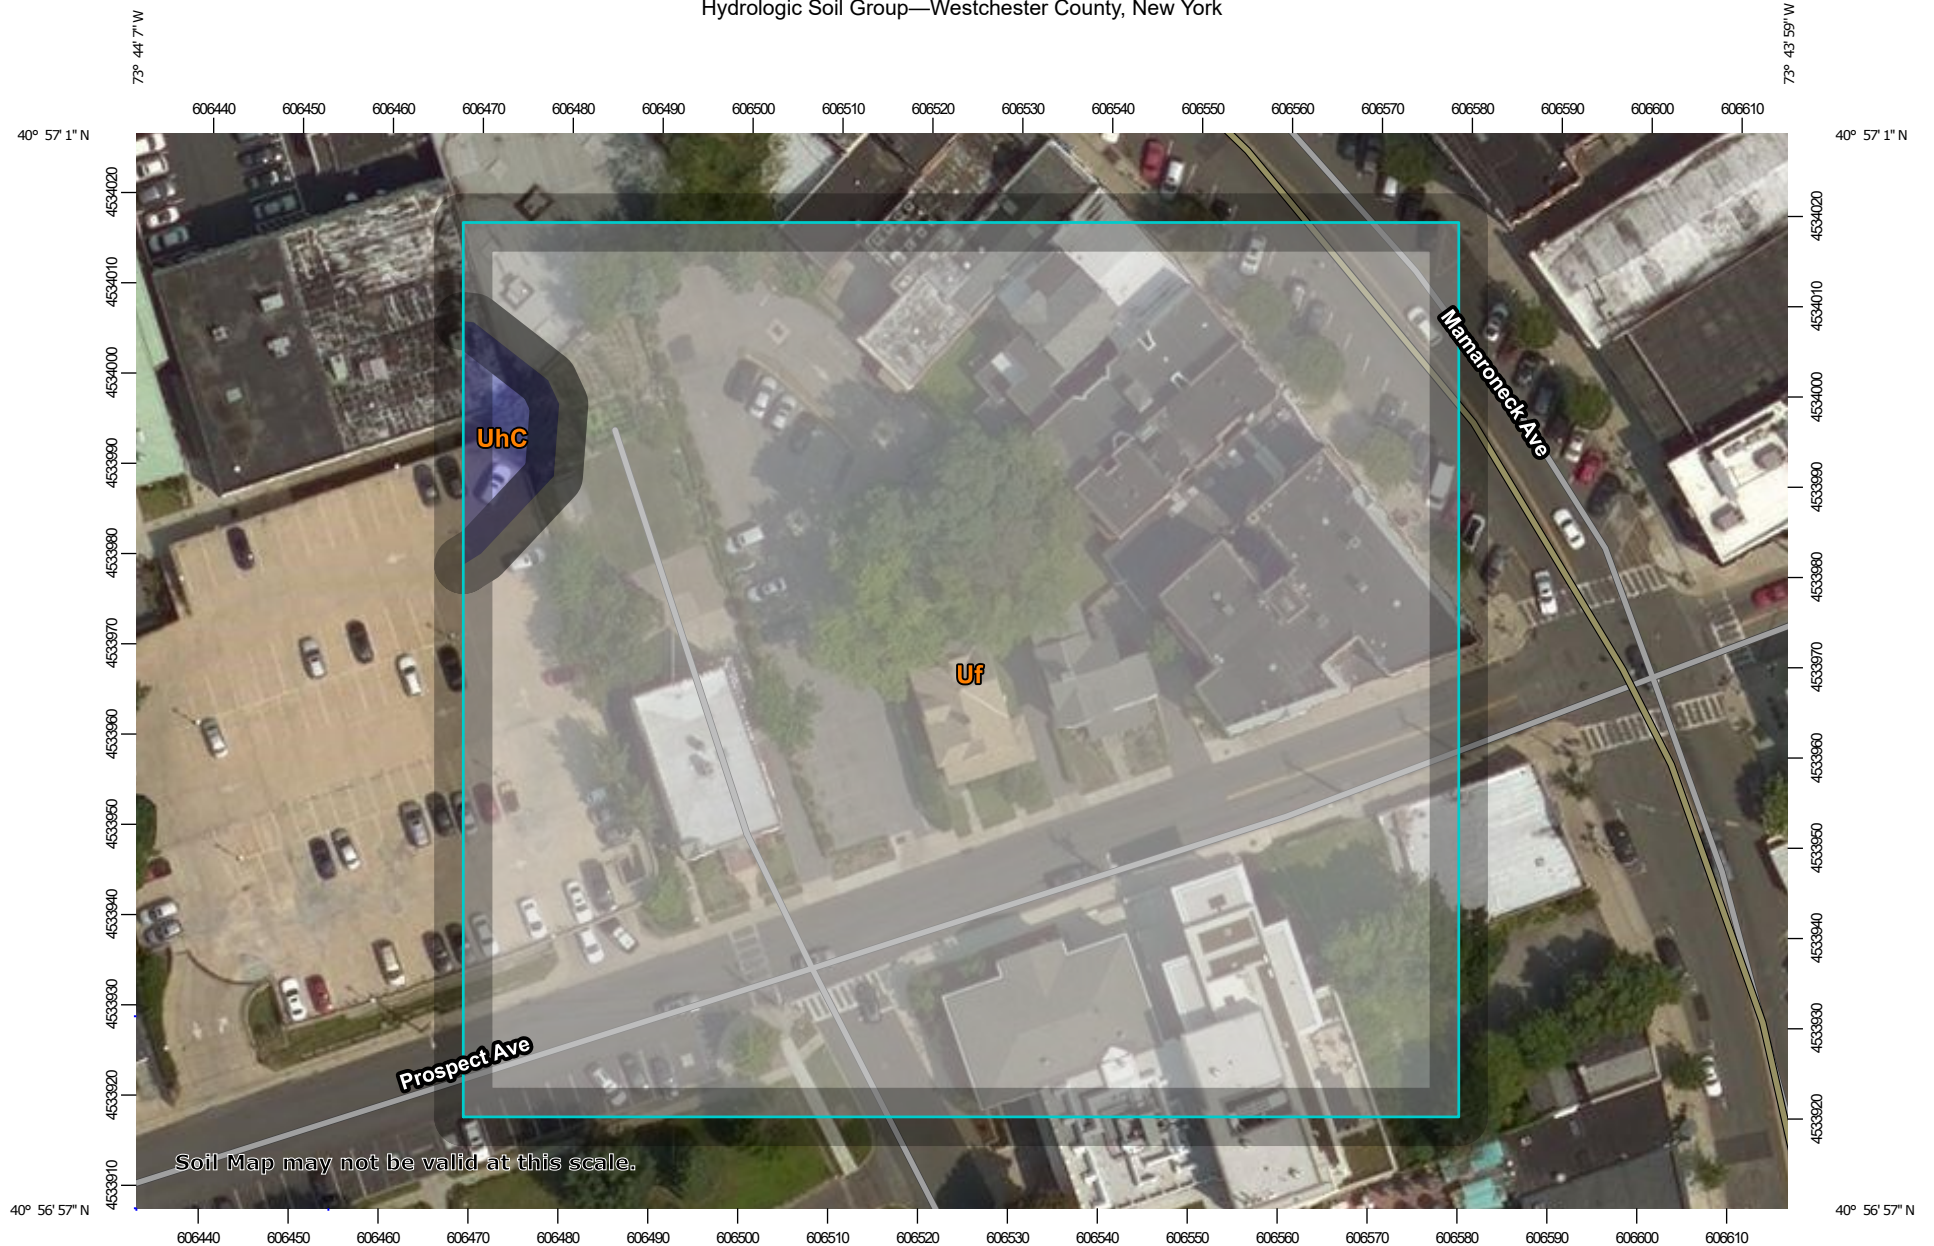 Hydrologic Soil Group—Westchester County, New York
73° 44' 7" W
73° 43' 59" W
606440 606450 606460 606470 606480 606490 606500 606510 606520 606530 606540 606550 606560 606570 606580 606590 606600 606610
40° 57' 1" N
40° 57' 1" N
4534020
4534010
4534000
4533990
4533980
4533970
4533960
4533950
4533940
4533930
4533920
4533910
4534020
4534010
4534000
4533990
4533980
4533970
4533960
4533950
4533940
4533930
4533920
Mamaroneck Ave
UhC
Uf
Prospect Ave
Soil Map may not be valid at this scale.
40° 56' 57" N
40° 56' 57" N
606440 606450 606460 606470 606480 606490 606500 606510 606520 606530 606540 606550 606560 606570 606580 606590 606600 606610